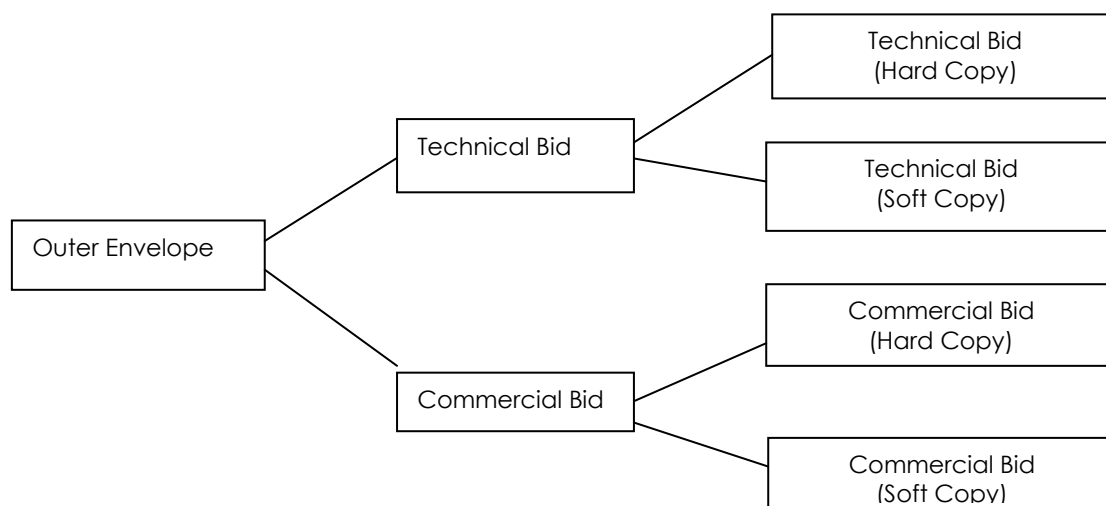 Technical Bid
(Hard Copy)
Technical Bid
Technical Bid
(Soft Copy)
Outer Envelope
Commercial Bid
(Hard Copy)
Commercial Bid
Commercial Bid
(Soft Copy)